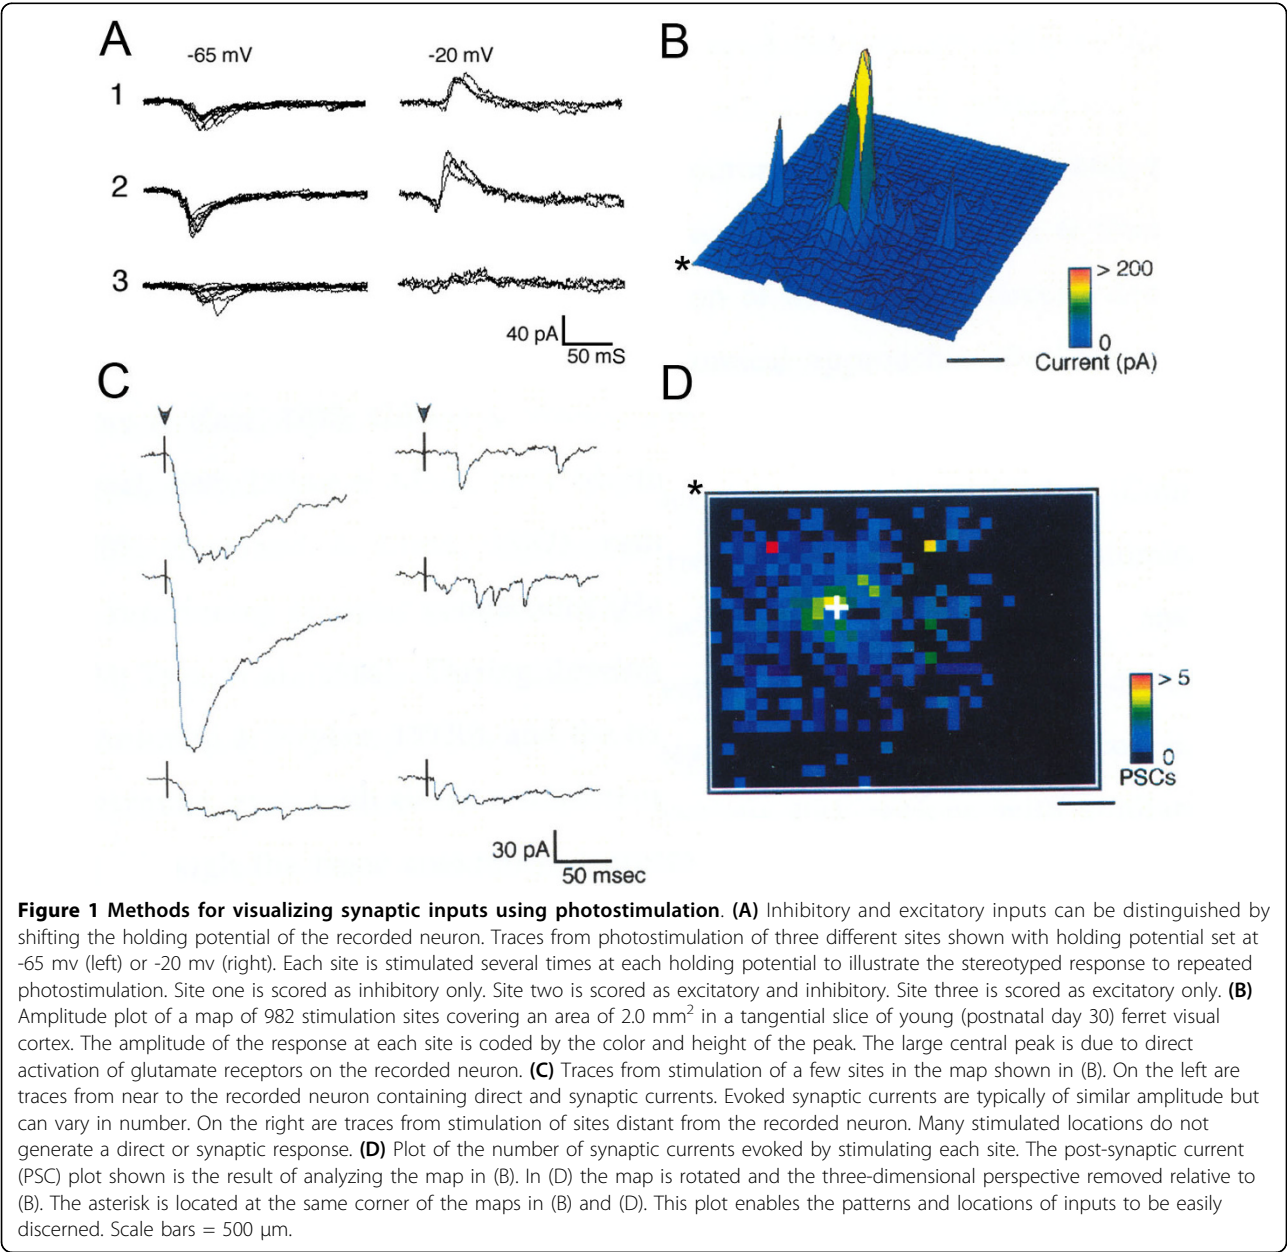 A
-65 mV
-20 mV
1
2
3
40 pA
50 mS
B
*
> 200
0
Current (pA)
C
30 pA
50 msec
D
*
> 5
0
PSCs
Figure 1 Methods for visualizing synaptic inputs using photostimulation. (A) Inhibitory and excitatory inputs can be distinguished by
shifting the holding potential of the recorded neuron. Traces from photostimulation of three different sites shown with holding potential set at
-65 mv (left) or -20 mv (right). Each site is stimulated several times at each holding potential to illustrate the stereotyped response to repeated
photostimulation. Site one is scored as inhibitory only. Site two is scored as excitatory and inhibitory. Site three is scored as excitatory only. (B)
Amplitude plot of a map of 982 stimulation sites covering an area of 2.0 mm² in a tangential slice of young (postnatal day 30) ferret visual
cortex. The amplitude of the response at each site is coded by the color and height of the peak. The large central peak is due to direct
activation of glutamate receptors on the recorded neuron. (C) Traces from stimulation of a few sites in the map shown in (B). On the left are
traces from near to the recorded neuron containing direct and synaptic currents. Evoked synaptic currents are typically of similar amplitude but
can vary in number. On the right are traces from stimulation of sites distant from the recorded neuron. Many stimulated locations do not
generate a direct or synaptic response. (D) Plot of the number of synaptic currents evoked by stimulating each site. The post-synaptic current
(PSC) plot shown is the result of analyzing the map in (B). In (D) the map is rotated and the three-dimensional perspective removed relative to
(B). The asterisk is located at the same corner of the maps in (B) and (D). This plot enables the patterns and locations of inputs to be easily
discerned. Scale bars = 500 μm.